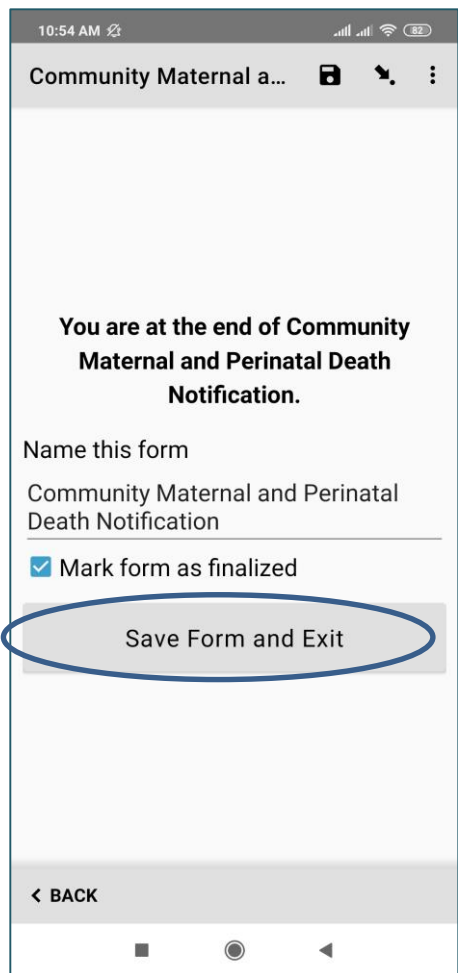 10:54 AM 82
Community Maternal a...
You are at the end of Community
Maternal and Perinatal Death
Notification.
Name this form
Community Maternal and Perinatal
Death Notification
Mark form as finalized
Save Form and Exit
< BACK